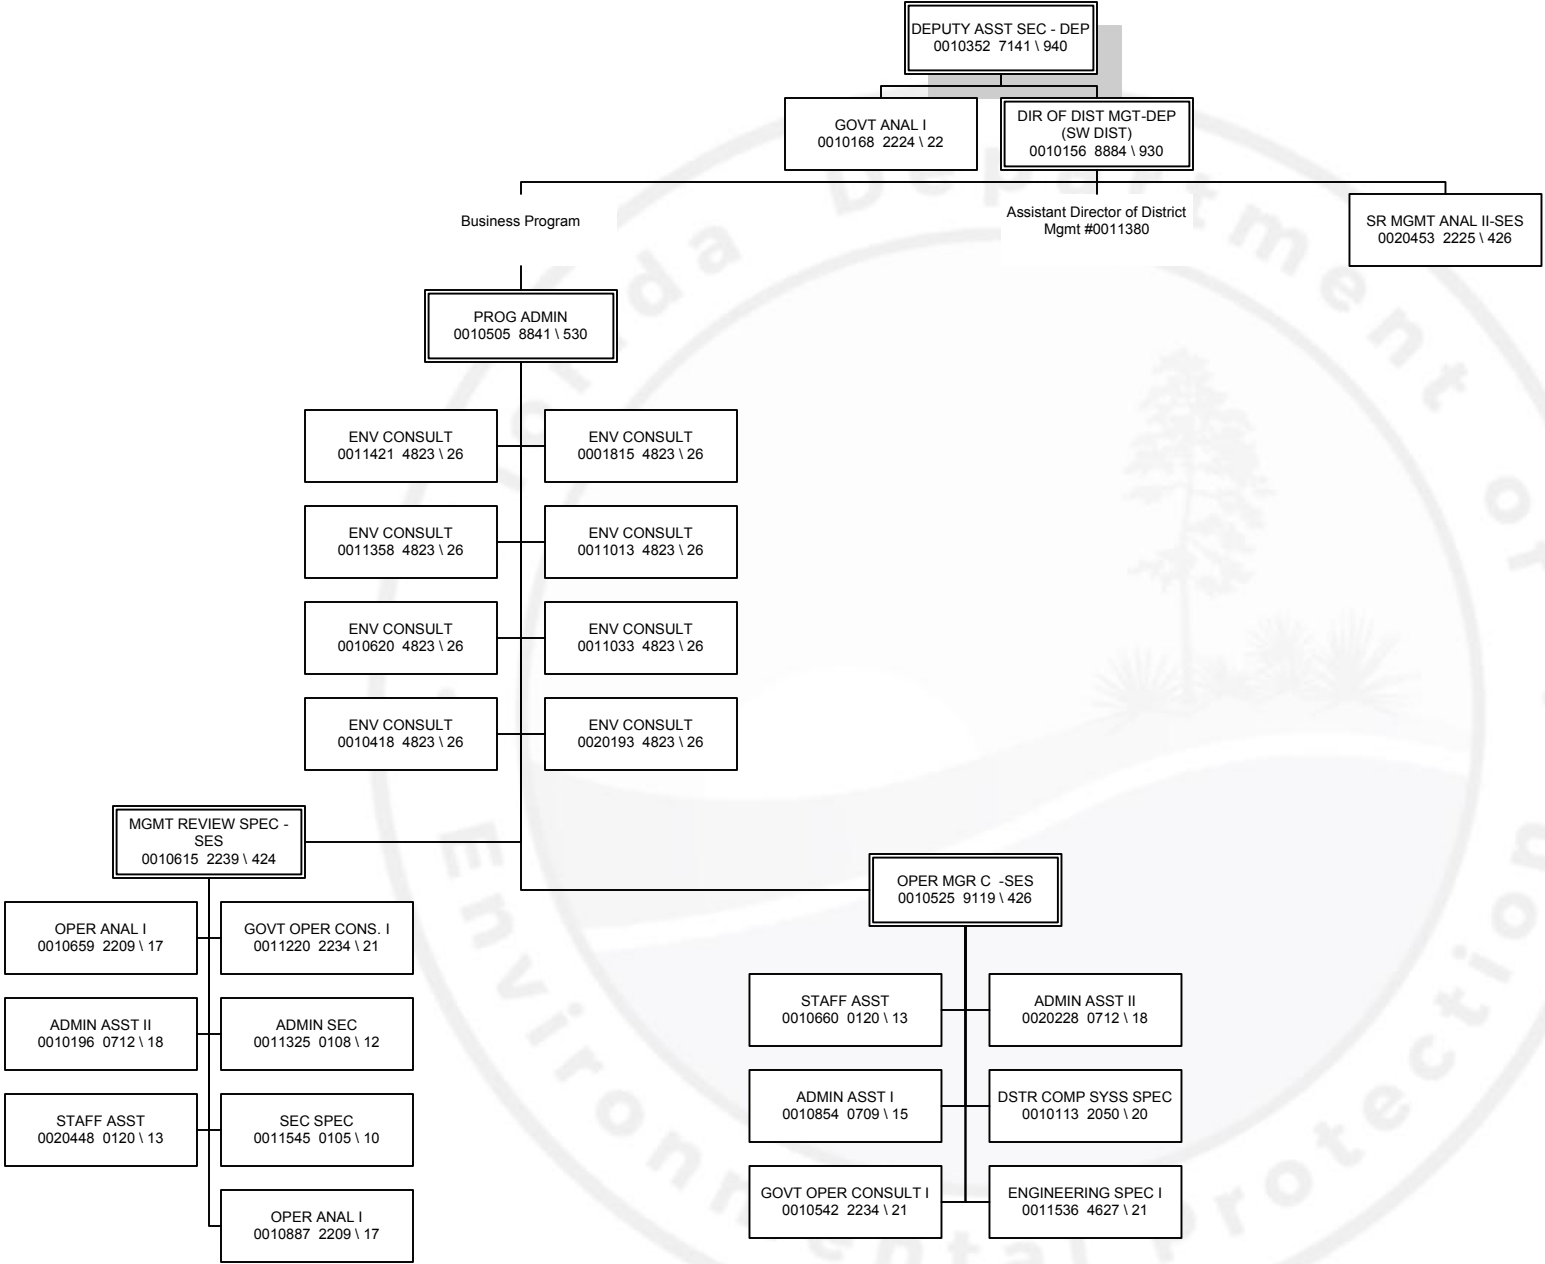 DEPUTY ASST SEC - DEP
0010352 7141 \ 940
GOVT ANAL I
0010168 2224 \ 22
DIR OF DIST MGT-DEP
(SW DIST)
0010156 8884 \ 930
Business Program
Assistant Director of District
Mgmt #0011380
SR MGMT ANAL II-SES
0020453 2225 \ 426
PROG ADMIN
0010505 8841 \ 530
ENV CONSULT
0011421 4823 \ 26
ENV CONSULT
0001815 4823 \ 26
ENV CONSULT
0011358 4823 \ 26
ENV CONSULT
0011013 4823 \ 26
ENV CONSULT
0010620 4823 \ 26
ENV CONSULT
0011033 4823 \ 26
ENV CONSULT
0010418 4823 \ 26
ENV CONSULT
0020193 4823 \ 26
MGMT REVIEW SPEC -
SES
0010615 2239 \ 424
OPER ANAL I
0010659 2209 \ 17
GOVT OPER CONS. I
0011220 2234 \ 21
ADMIN ASST II
0010196 0712 \ 18
ADMIN SEC
0011325 0108 \ 12
STAFF ASST
0020448 0120 \ 13
SEC SPEC
0011545 0105 \ 10
OPER ANAL I
0010887 2209 \ 17
OPER MGR C -SES
0010525 9119 \ 426
STAFF ASST
0010660 0120 \ 13
ADMIN ASST II
0020228 0712 \ 18
ADMIN ASST I
0010854 0709 \ 15
DSTR COMP SYSS SPEC
0010113 2050 \ 20
GOVT OPER CONSULT I
0010542 2234 \ 21
ENGINEERING SPEC I
0011536 4627 \ 21
Department of
Environmental Protection